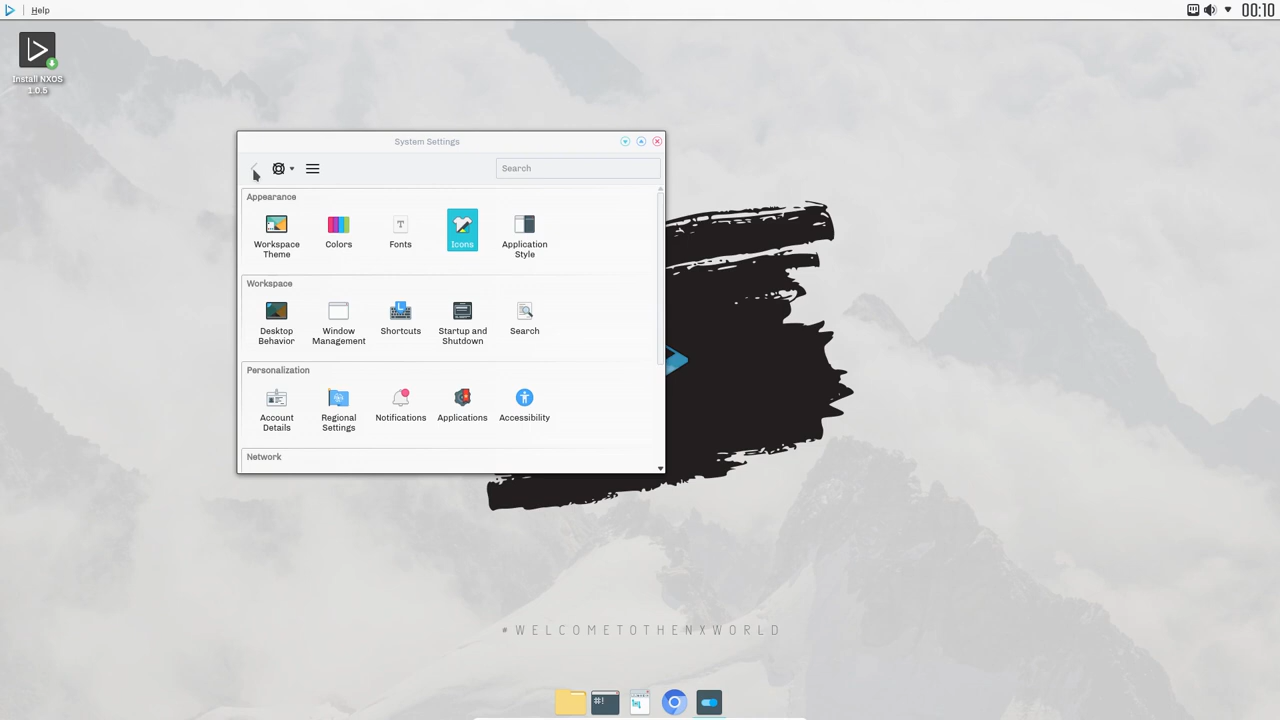 Help
00:10
Install NXOS
1.0.5
System Settings
Search
Appearance
Workspace
Theme
Colors
Fonts
Icons
Application
Style
Workspace
Desktop
Behavior
Window
Management
Shortcuts
Startup and
Shutdown
Search
Personalization
Account
Details
Regional
Settings
Notifications
Applications
Accessibility
Network
#WELCOMETOTHENXWORLD
#!